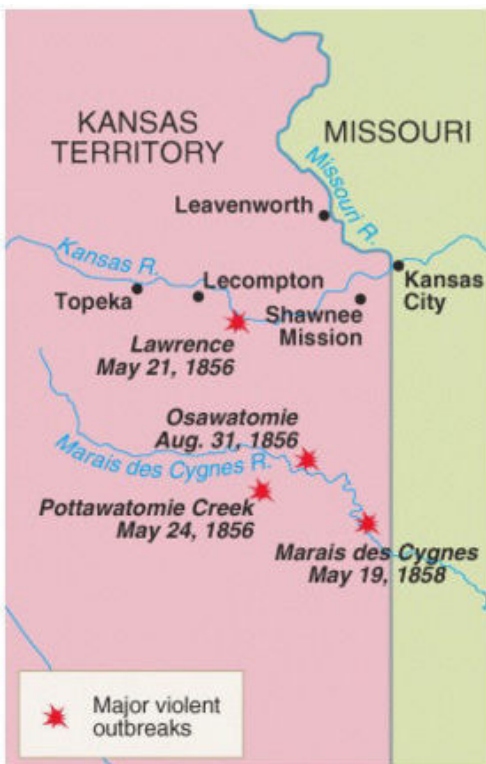 KANSAS
TERRITORY
MISSOURI
Missouri R.
Leavenworth
Kansas R.
Lecompton
Topeka
Kansas
City
Shawnee
Mission
Lawrence
May 21, 1856
Osawatomie
Aug. 31, 1856
Marais des Cygnes R.
Pottawatomie Creek
May 24, 1856
Marais des Cygnes
May 19, 1858
Major violent
outbreaks